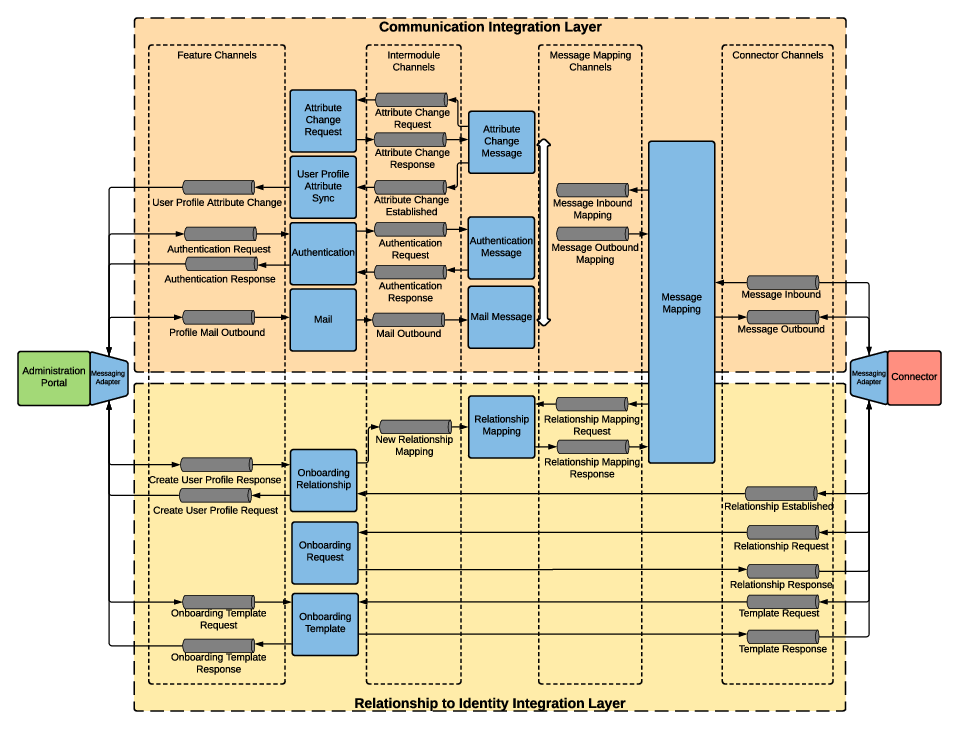 Communication Integration Layer
Feature Channels
Intermodule
Channels
Message Mapping
Channels
Connector Channels
Attribute
Change
Request
Attribute Change
Request
Attribute Change
Response
Attribute
Change
Message
User Profile
Attribute
Sync
User Profile Attribute Change
Attribute Change
Established
Message Inbound
Mapping
Authentication Request
Authentication Response
Authentication
Authentication
Request
Authentication
Response
Authentication
Message
Message Outbound
Mapping
Message
Mapping
Message Inbound
Message Outbound
Profile Mail Outbound
Mail
Mail Outbound
Mail Message
Administration
Portal
Messaging
Adapter
Messaging
Adapter
Connector
New Relationship
Mapping
Relationship
Mapping
Relationship Mapping
Request
Relationship Mapping
Response
Create User Profile Response
Create User Profile Request
Onboarding
Relationship
Relationship Established
Onboarding
Request
Relationship Request
Relationship Response
Onboarding Template
Request
Onboarding Template
Response
Onboarding
Template
Template Request
Template Response
Relationship to Identity Integration Layer